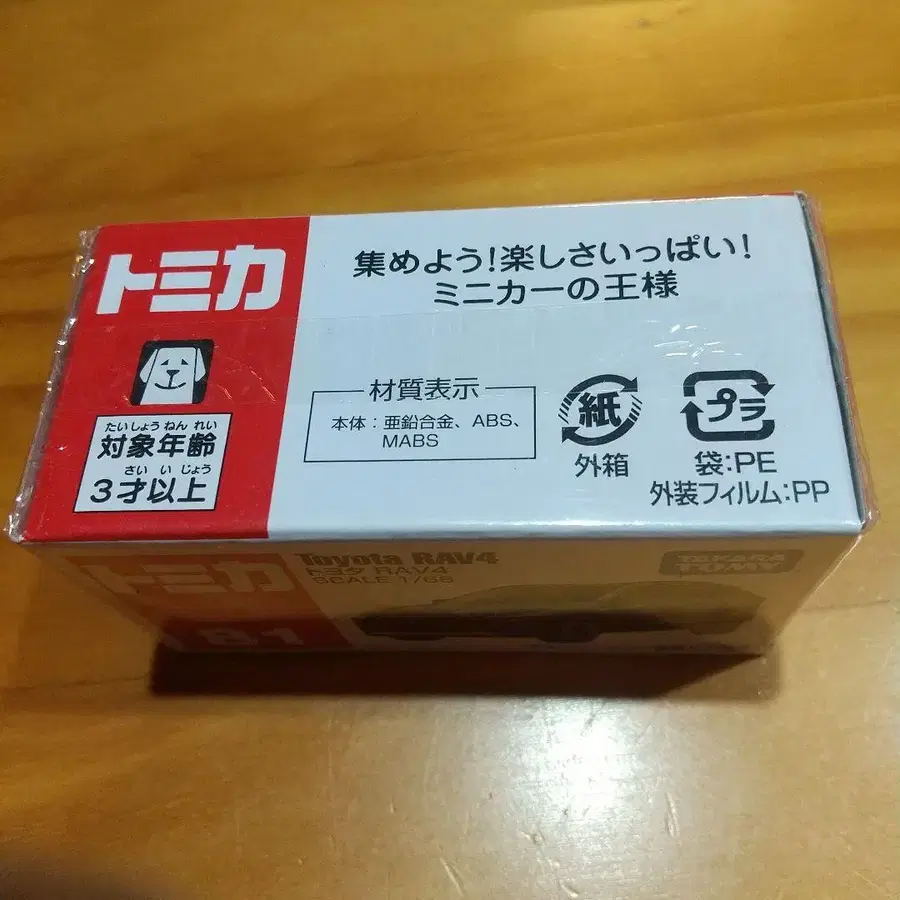 トミカ
集めよう!楽しさいっぱい!
ミニカーの王様
材質表示
本体:亜鉛合金、ABS、
MABS
紙
外箱
プラ
袋:PE
外装フィルム:PP
たいしょうねんれい
対象年齢
さいいじょう
3才以上
トミカ
81
Toyota RAV4
トヨタ RAV4
SCALE 1/66
TAKARA
TOMY